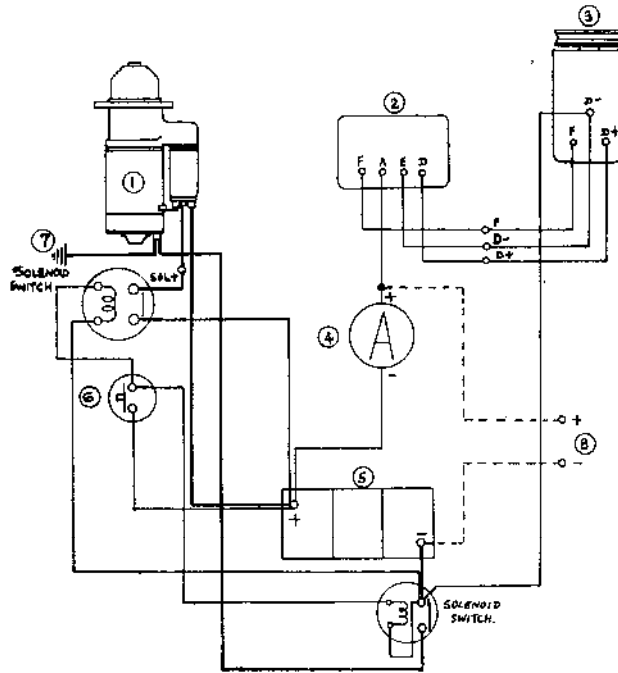 3
2
D-
F
D+
F A E D
1
F
D-
D+
7
SOLENOID
SWITCH
SOL+
+
4
A
-
6
+
8
-
5
+
-
SOLENOID
SWITCH.